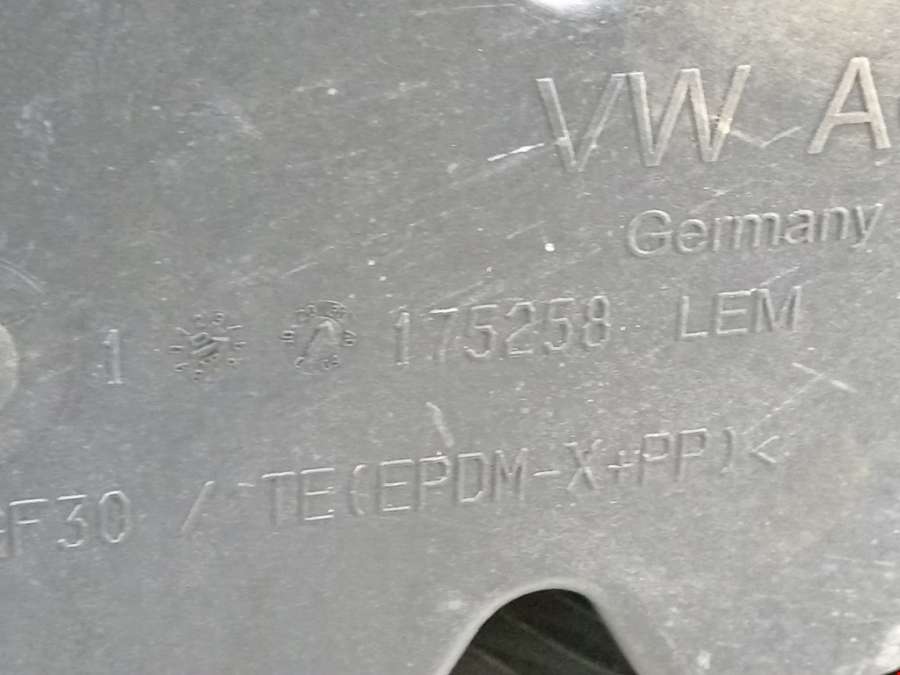 VW A
Germany
1 175258 LEM
F30 / TE(EPDM-X+PP)<